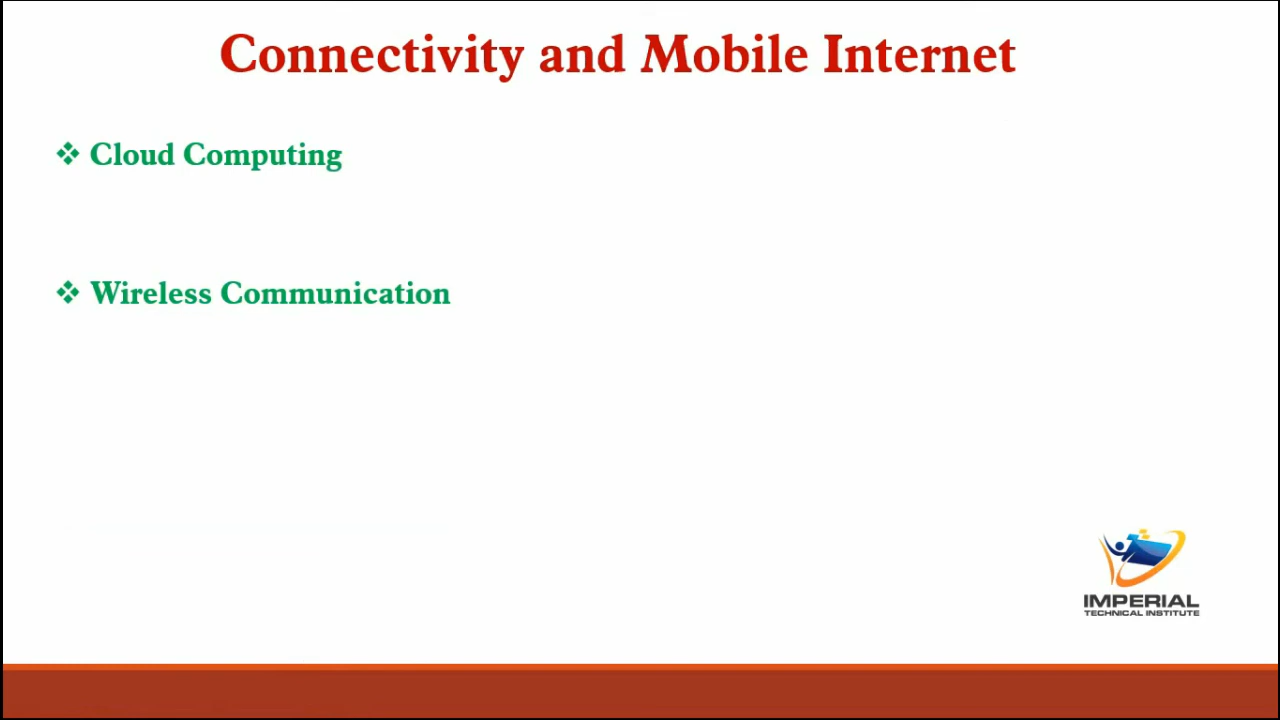 Connectivity and Mobile Internet
❖ Cloud Computing
❖ Wireless Communication
IMPERIAL
TECHNICAL INSTITUTE